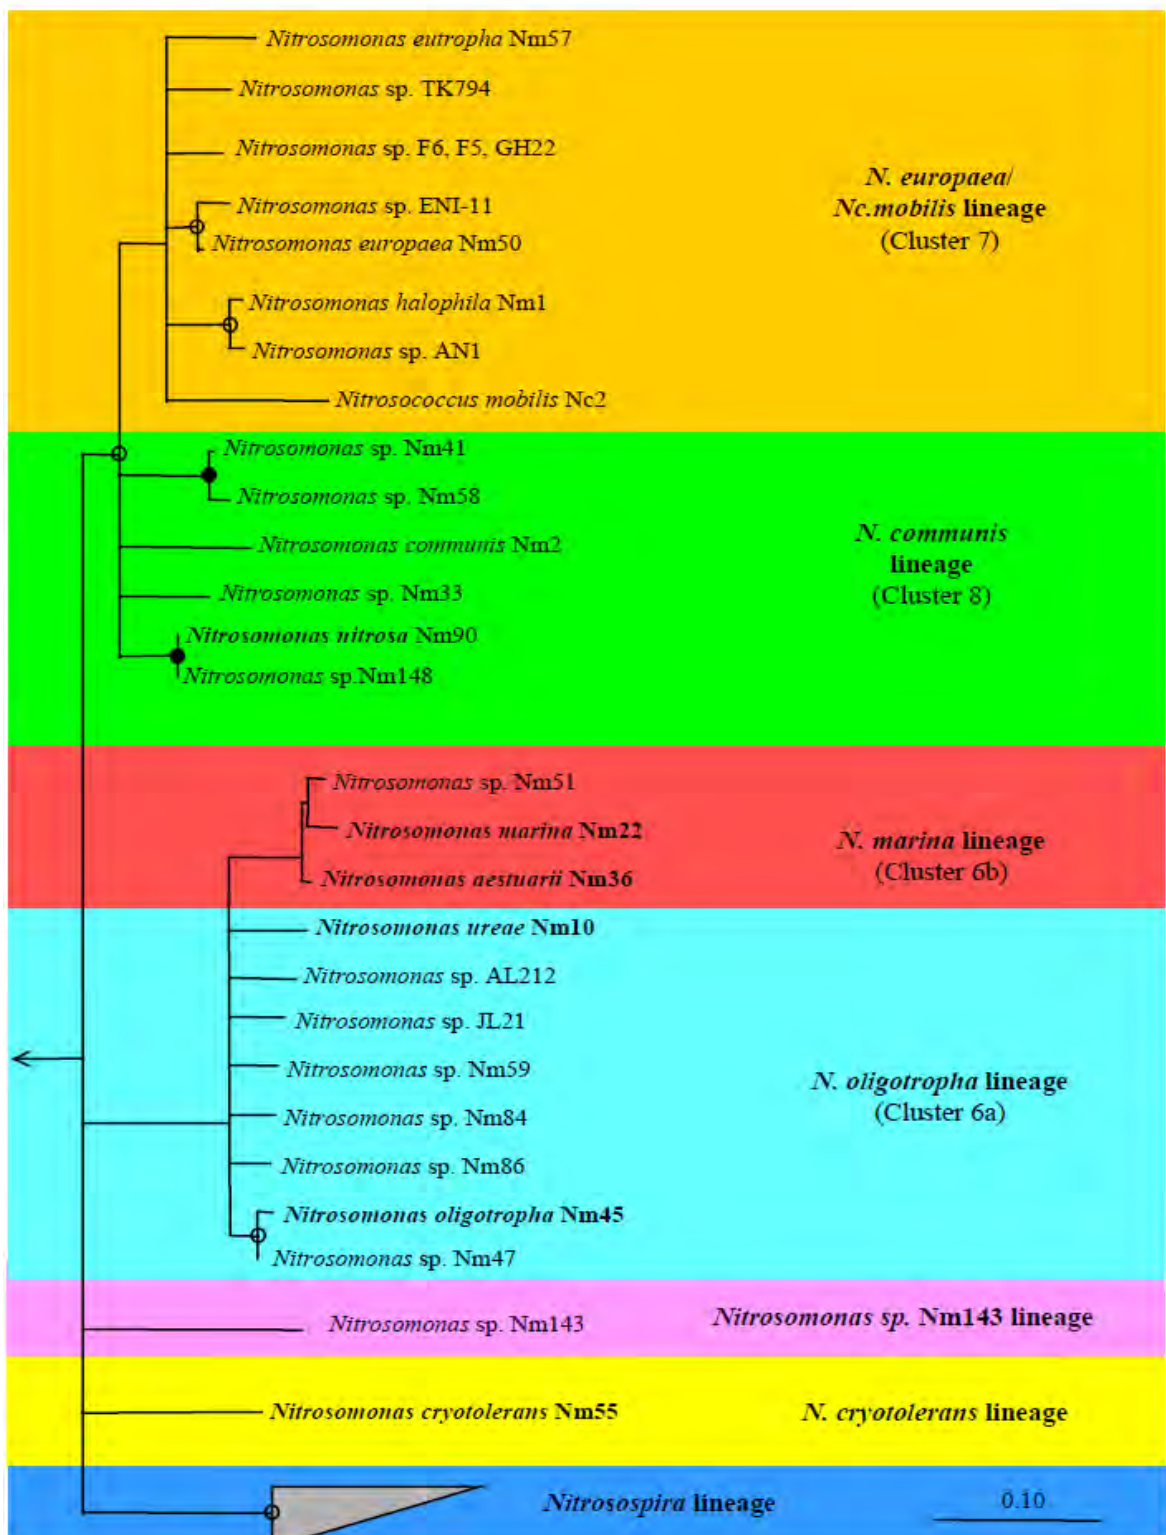 Nitrosomonas eutropha Nm57
Nitrosomonas sp. TK794
Nitrosomonas sp. F6, F5, GH22
Nitrosomonas sp. ENI-11
Nitrosomonas europaea Nm50
Nitrosomonas halophila Nm1
Nitrosomonas sp. AN1
Nitrosococcus mobilis Nc2
N. europaea/
Nc.mobilis lineage
(Cluster 7)
Nitrosomonas sp. Nm41
Nitrosomonas sp. Nm58
Nitrosomonas communis Nm2
Nitrosomonas sp. Nm33
Nitrosomonas nitrosa Nm90
Nitrosomonas sp.Nm148
N. communis
lineage
(Cluster 8)
Nitrosomonas sp. Nm51
Nitrosomonas marina Nm22
Nitrosomonas aestuarii Nm36
N. marina lineage
(Cluster 6b)
Nitrosomonas ureae Nm10
Nitrosomonas sp. AL212
Nitrosomonas sp. JL21
Nitrosomonas sp. Nm59
Nitrosomonas sp. Nm84
Nitrosomonas sp. Nm86
Nitrosomonas oligotropha Nm45
Nitrosomonas sp. Nm47
N. oligotropha lineage
(Cluster 6a)
Nitrosomonas sp. Nm143
Nitrosomonas sp. Nm143 lineage
Nitrosomonas cryotolerans Nm55
N. cryotolerans lineage
Nitrosospira lineage
0.10